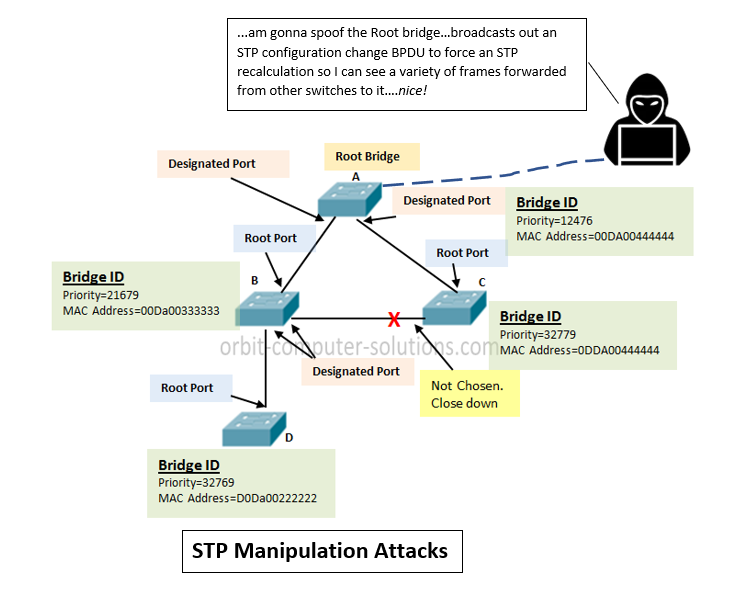 ...am gonna spoof the Root bridge...broadcasts out an
STP configuration change BPDU to force an STP
recalculation so I can see a variety of frames forwarded
from other switches to it....nice!
Designated Port
Root Bridge
A
Designated Port
Bridge ID
Priority=12476
MAC Address=00DA00444444
Root Port
Root Port
B
C
Bridge ID
Priority=21679
MAC Address=00Da00333333
Bridge ID
Priority=32779
MAC Address=0DDA00444444
X
orbit-computer-solutions.com
Designated Port
Not Chosen.
Close down
Root Port
D
Bridge ID
Priority=32769
MAC Address=D0Da00222222
STP Manipulation Attacks